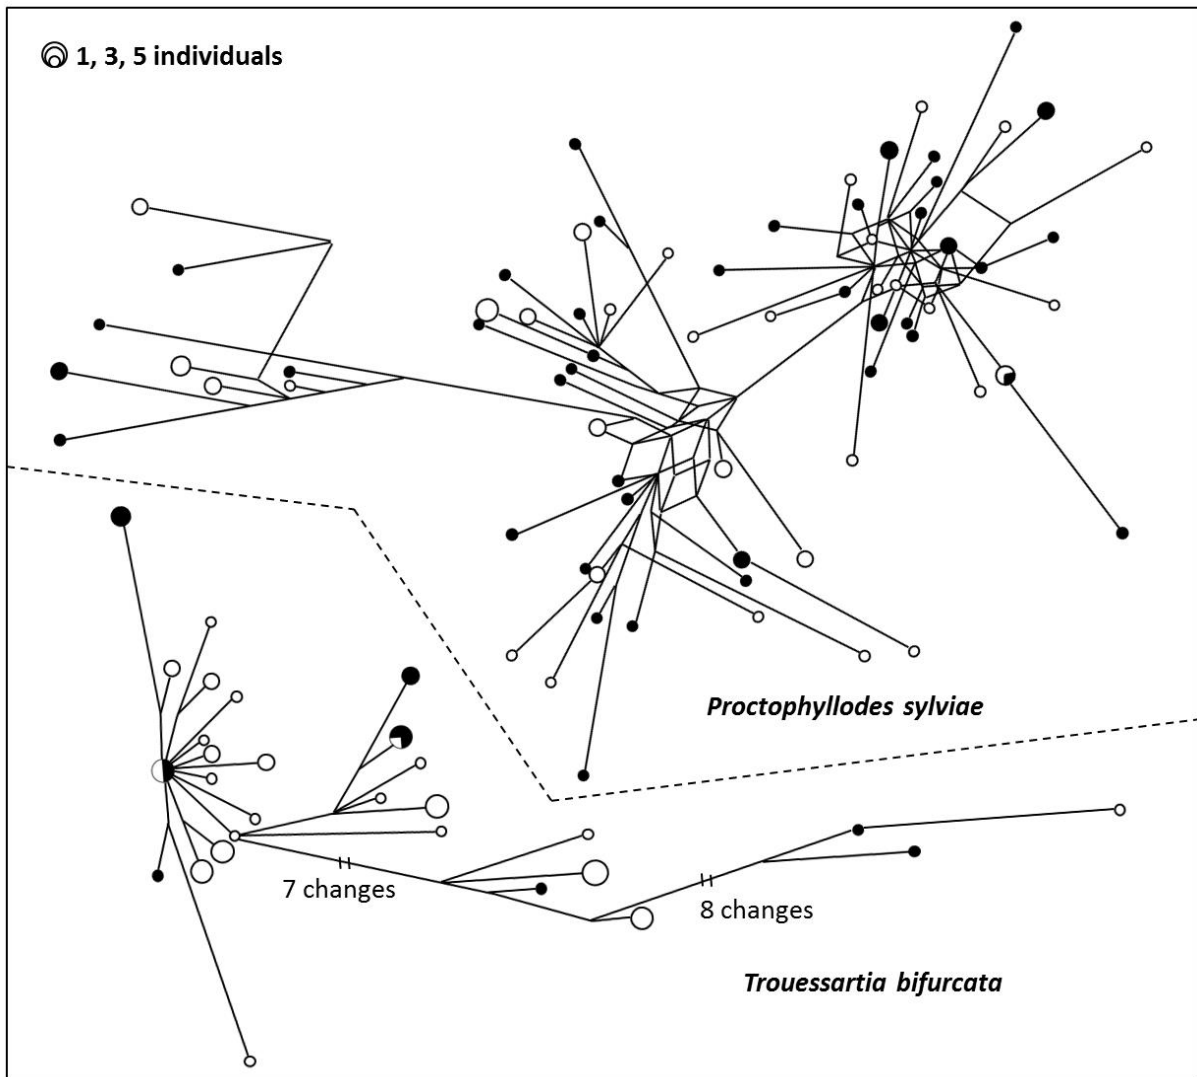 1, 3, 5 individuals
Proctophyllodes sylviae
7 changes
8 changes
Trouessartia bifurcata